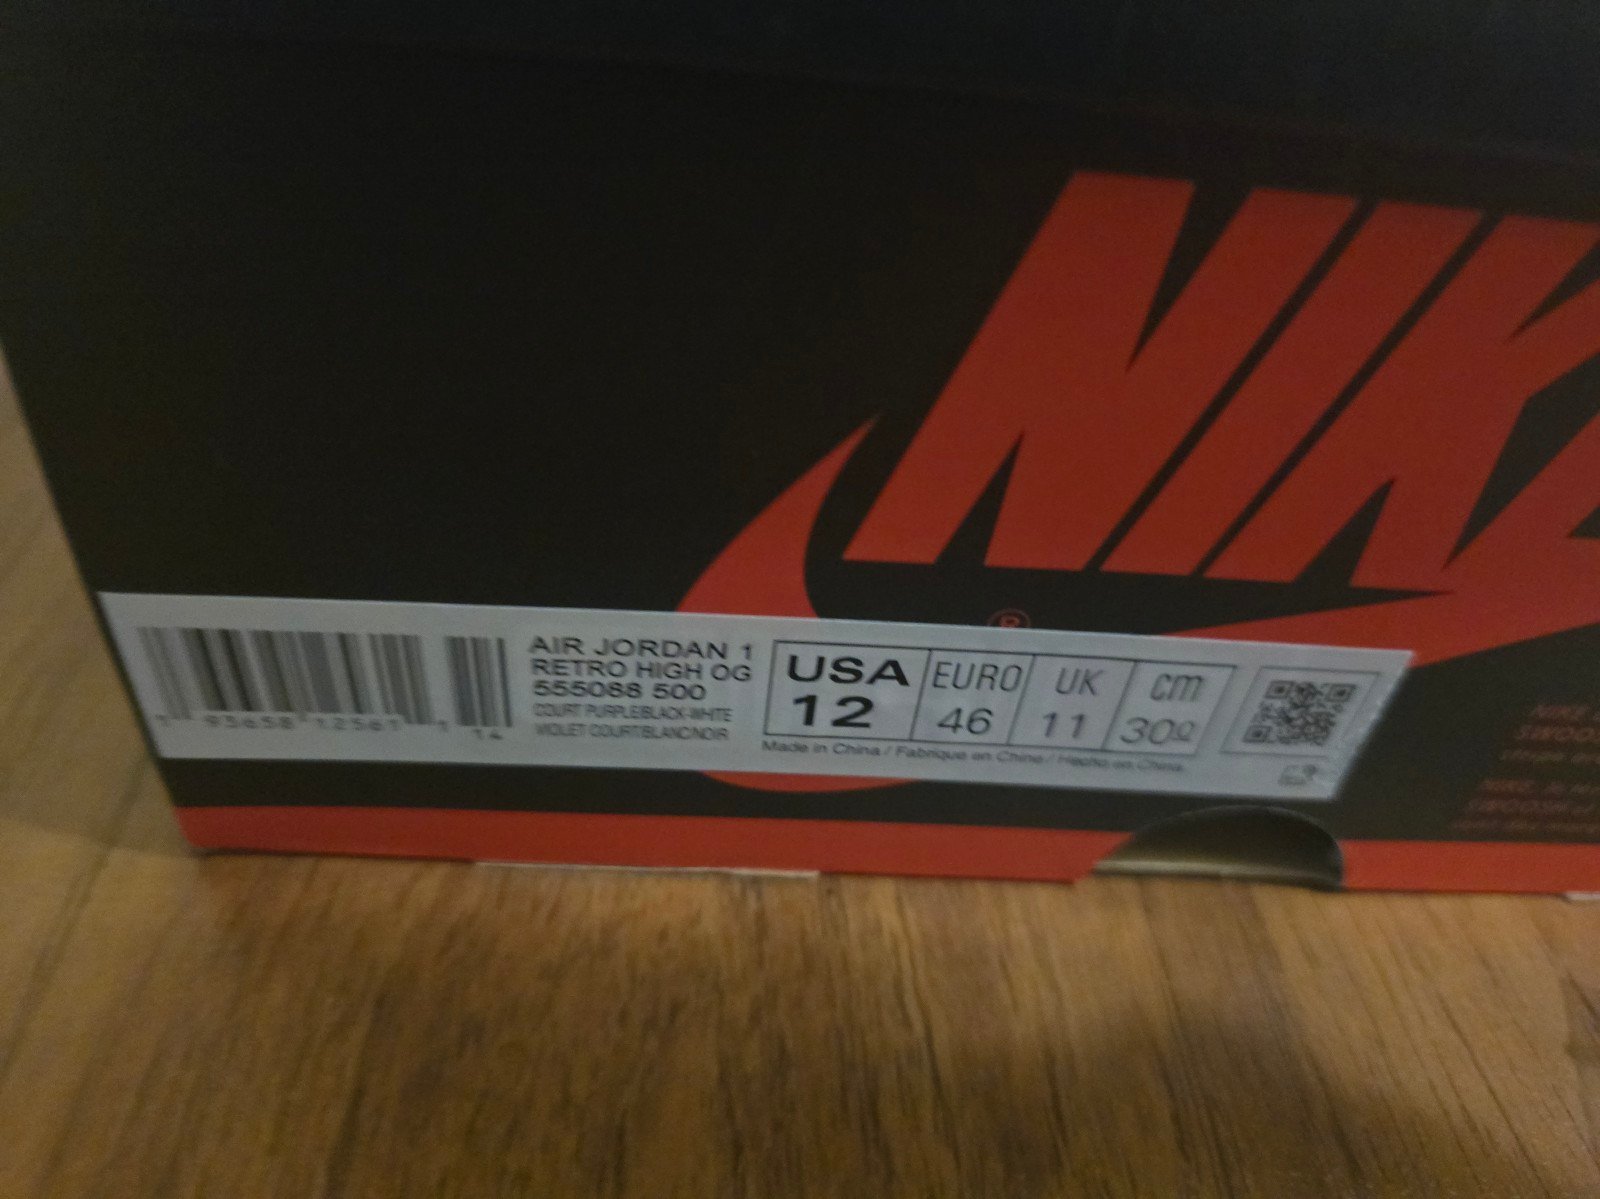 NIKE
®
AIR JORDAN 1
RETRO HIGH OG
555088 500
COURT PURPLE/BLACK-WHITE
VIOLET COURT/BLANC/NOIR
USA
12
EURO
46
UK
11
cm
30
Made in China / Fabriqué en Chine / Hecho en China